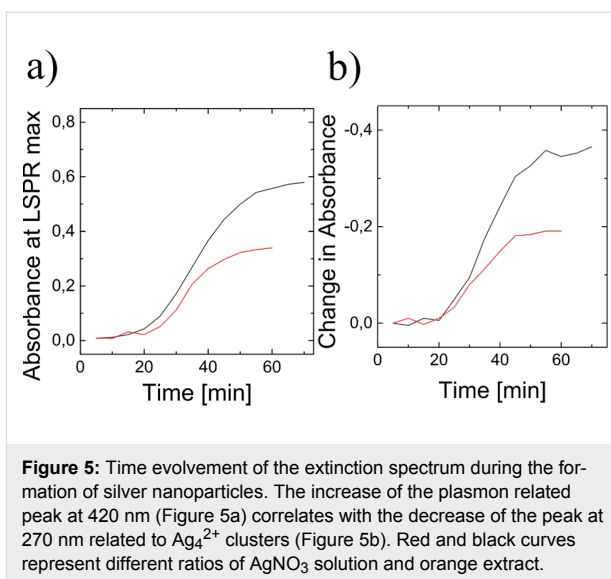 a)
b)
Absorbance at LSPR max
0,8
0,6
0,4
0,2
0,0
0
20
40
60
Time [min]
Change in Absorbance
-0,4
-0,2
0,0
0
20
40
60
Time [min]
Figure 5: Time evolvement of the extinction spectrum during the for-
mation of silver nanoparticles. The increase of the plasmon related
peak at 420 nm (Figure 5a) correlates with the decrease of the peak at
270 nm related to Ag₄²⁺ clusters (Figure 5b). Red and black curves
represent different ratios of AgNO₃ solution and orange extract.